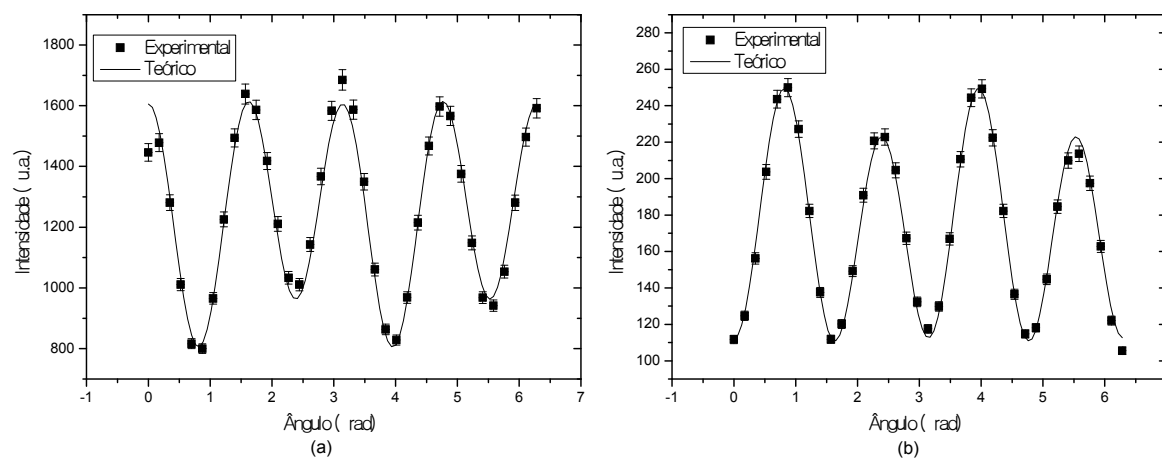 1800
1600
1400
1200
1000
800
Intensidade ( u.a.)
Experimental
Teórico
-1 0 1 2 3 4 5 6 7
Ângulo ( rad)
(a)
280
260
240
220
200
180
160
140
120
100
Intensidade ( u.a.)
Experimental
Teórico
-1 0 1 2 3 4 5 6
Ângulo ( rad)
(b)